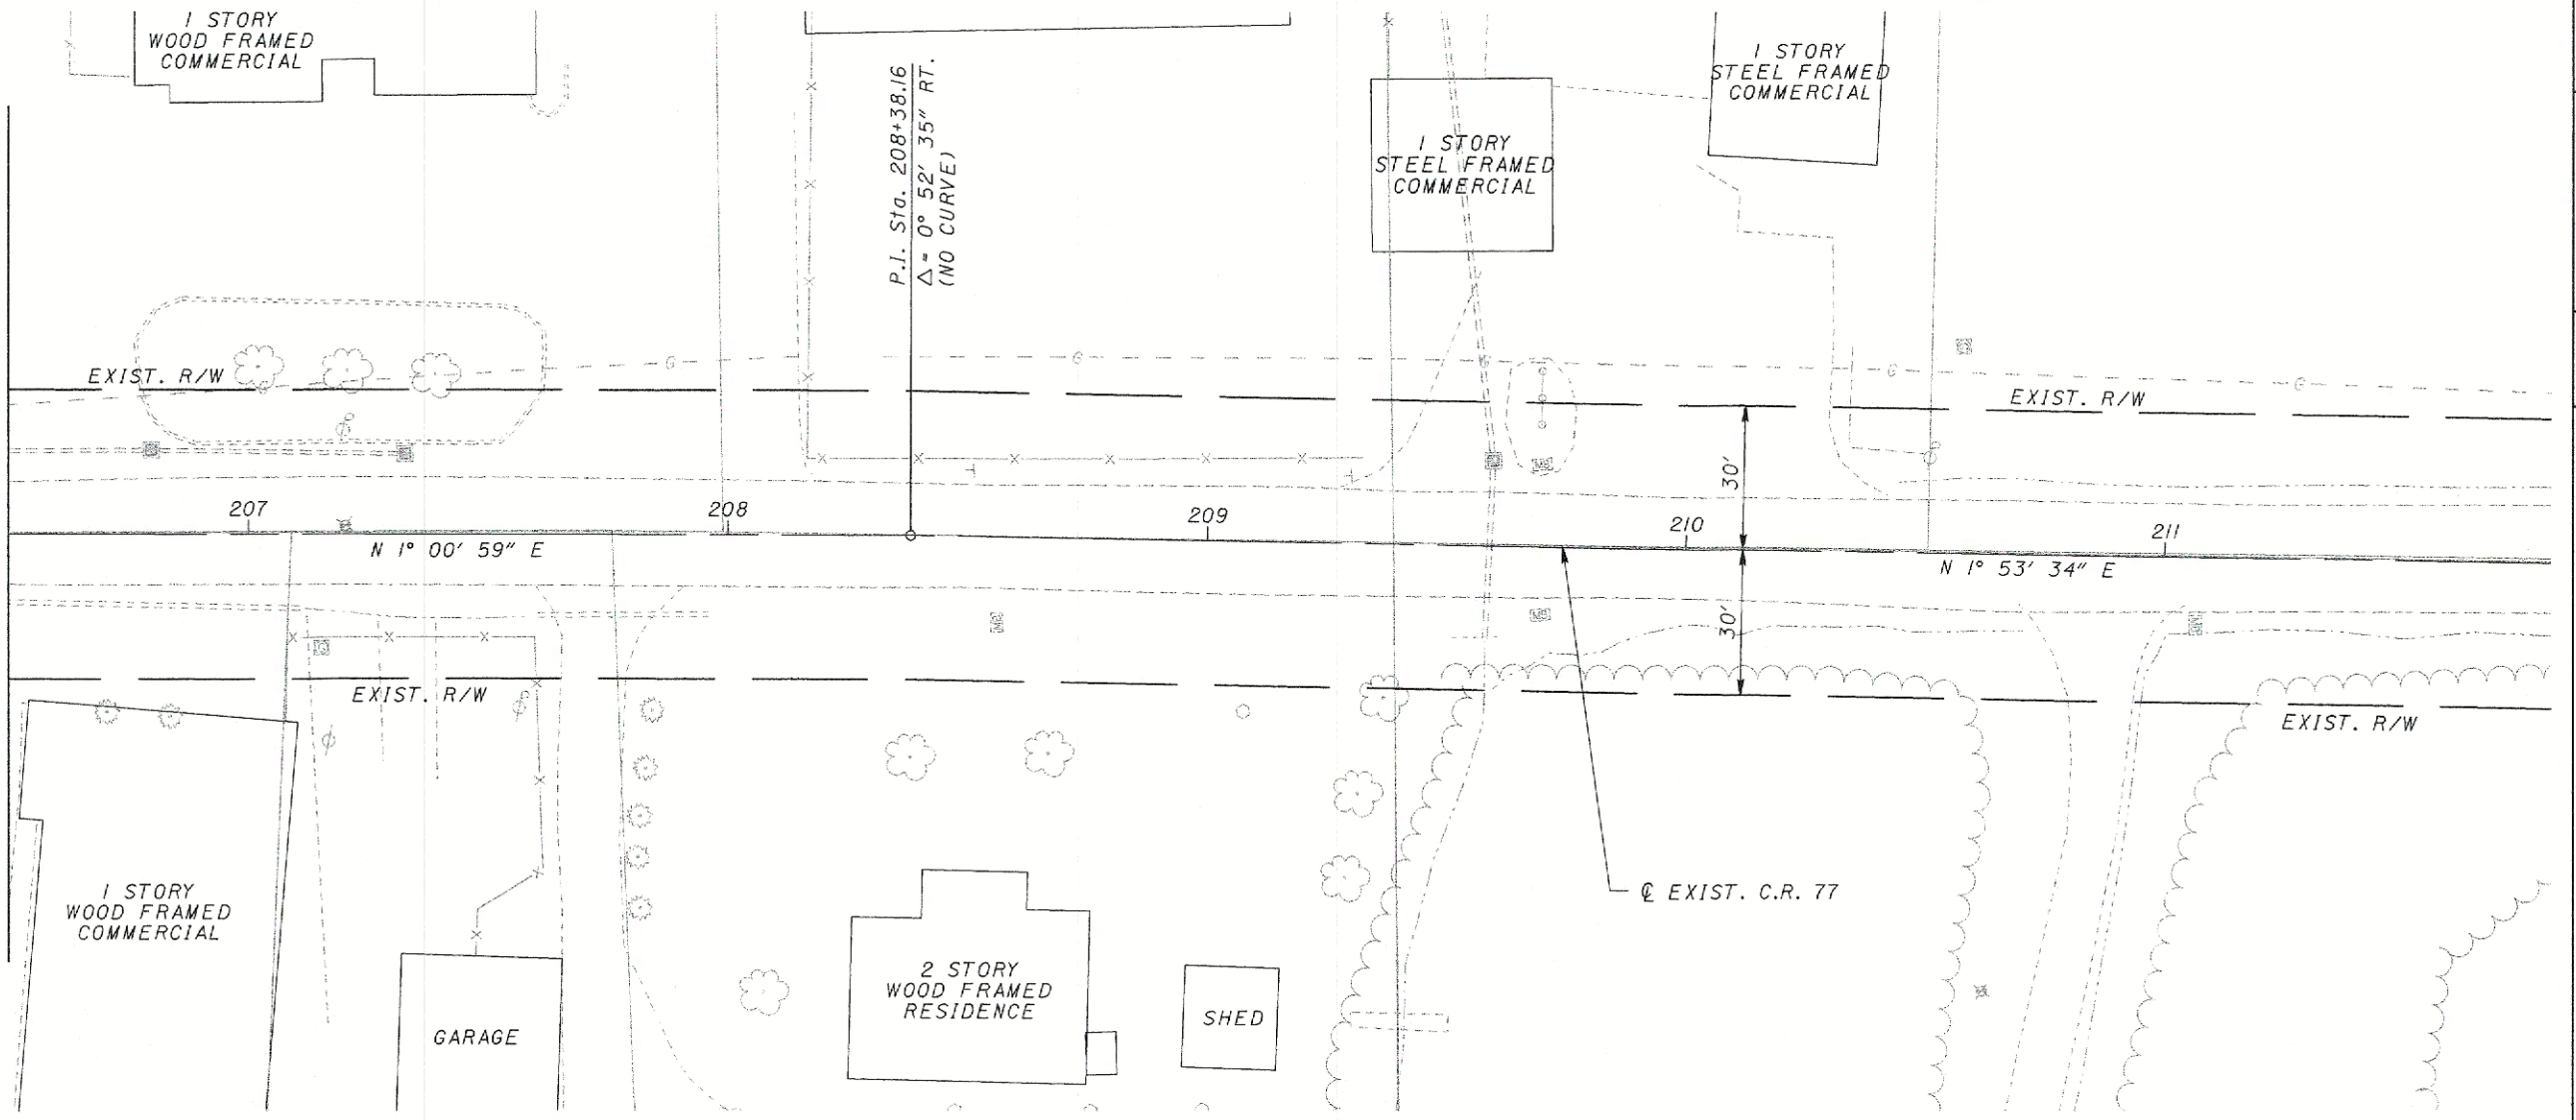 1 STORY
WOOD FRAMED
COMMERCIAL
P.I. Sta. 208+38.16
Δ = 0° 52' 35" RT.
(NO CURVE)
1 STORY
STEEL FRAMED
COMMERCIAL
1 STORY
STEEL FRAMED
COMMERCIAL
EXIST. R/W
G
G
G
G
G
EXIST. R/W
30'
207
208
209
210
211
N 1° 00' 59" E
N 1° 53' 34" E
30'
EXIST. R/W
EXIST. R/W
1 STORY
WOOD FRAMED
COMMERCIAL
℄ EXIST. C.R. 77
2 STORY
WOOD FRAMED
RESIDENCE
SHED
GARAGE